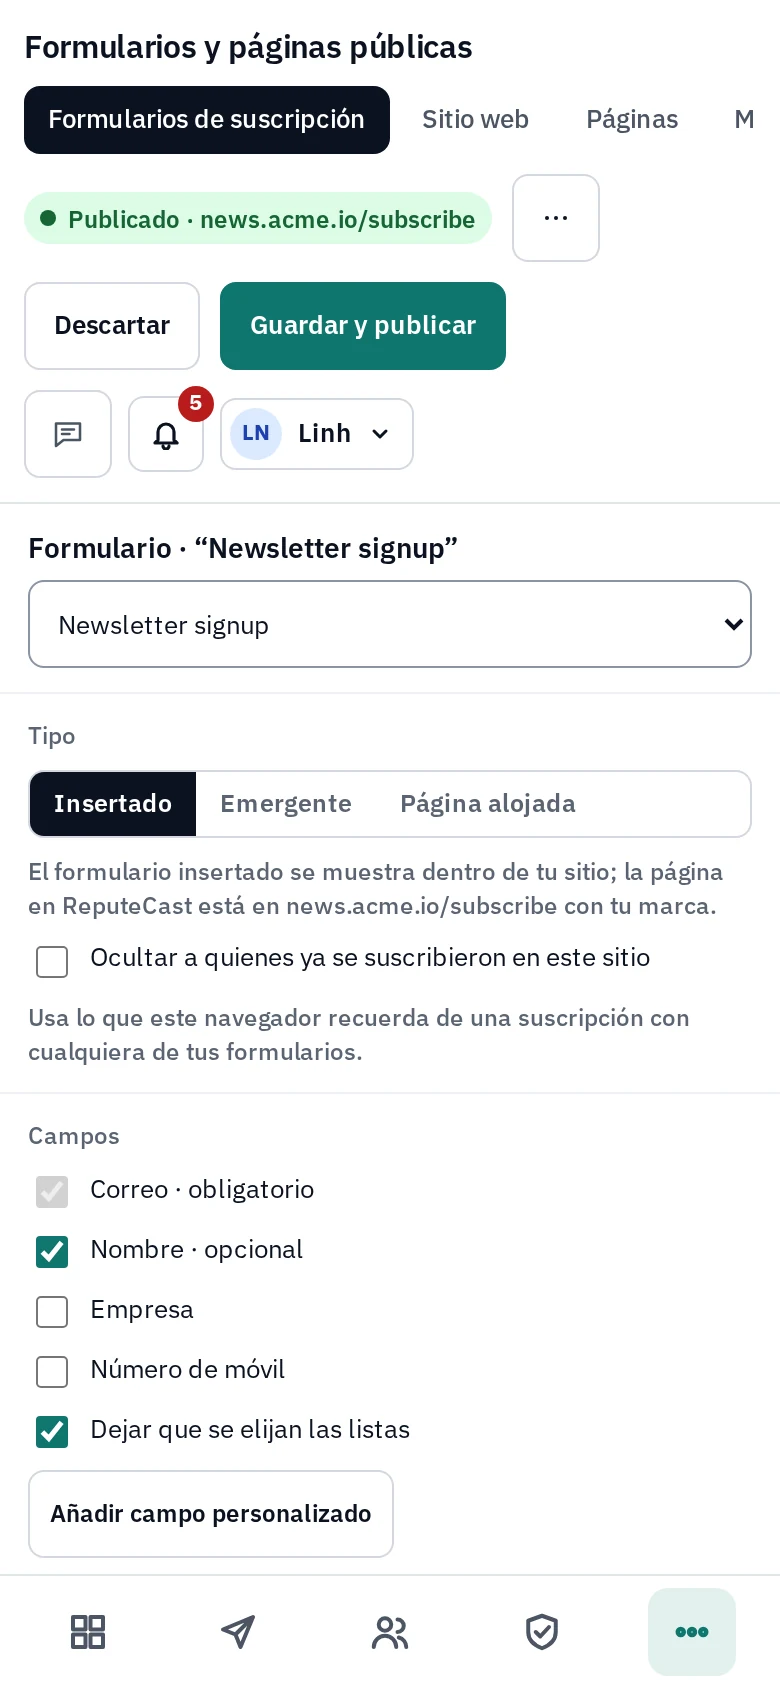 Formularios y páginas públicas
Formularios de suscripción Sitio web Páginas M
Publicado · news.acme.io/subscribe ···
Descartar Guardar y publicar
5
LN Linh
Formulario · “Newsletter signup”
Newsletter signup
Tipo
Insertado Emergente Página alojada
El formulario insertado se muestra dentro de tu sitio; la página
en ReputeCast está en news.acme.io/subscribe con tu marca.
Ocultar a quienes ya se suscribieron en este sitio
Usa lo que este navegador recuerda de una suscripción con
cualquiera de tus formularios.
Campos
Correo · obligatorio
Nombre · opcional
Empresa
Número de móvil
Dejar que se elijan las listas
Añadir campo personalizado